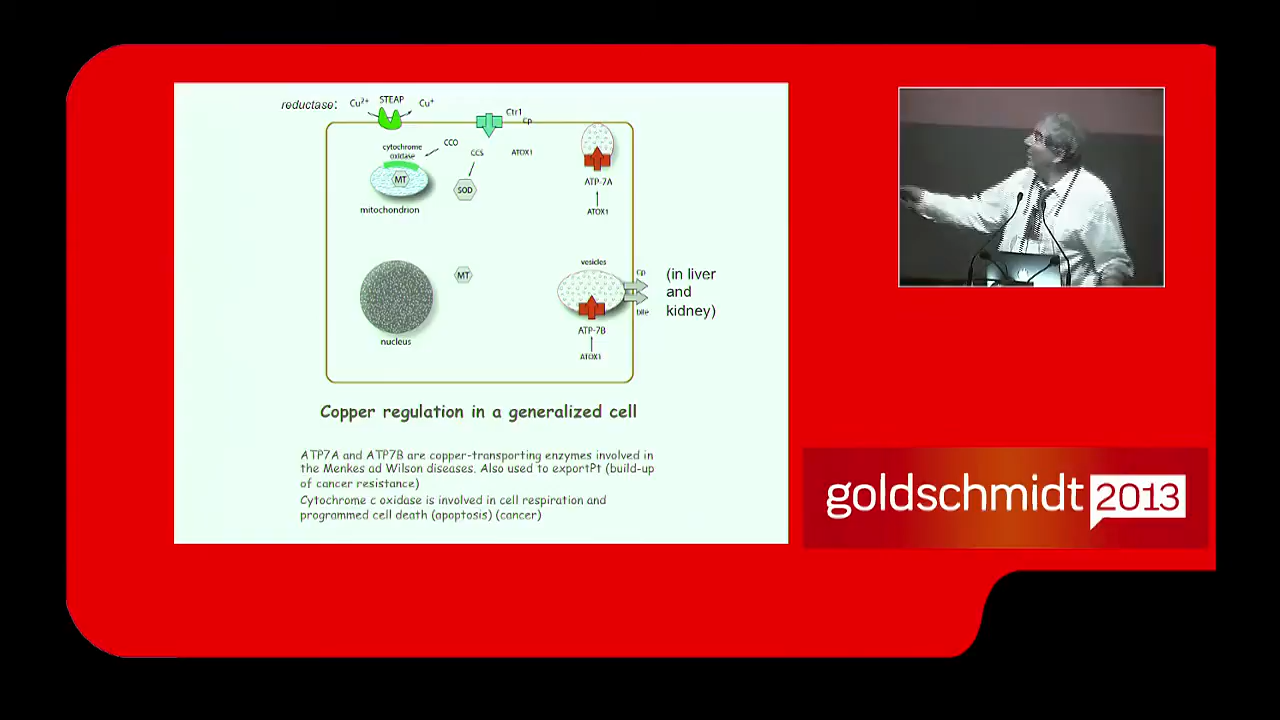 reductase: Cu²⁺ STEAP Cu⁺
Ctr1
Cp
cytochrome
oxidase
CCO
CCS
ATOX1
MT
SOD
mitochondrion
ATP-7A
ATOX1
vesicles
MT
Cp
(in liver
and
kidney)
bile
ATP-7B
nucleus
ATOX1
Copper regulation in a generalized cell
ATP7A and ATP7B are copper-transporting enzymes involved in
the Menkes ad Wilson diseases. Also used to exportPt (build-up
of cancer resistance)
Cytochrome c oxidase is involved in cell respiration and
programmed cell death (apoptosis) (cancer)
goldschmidt 2013